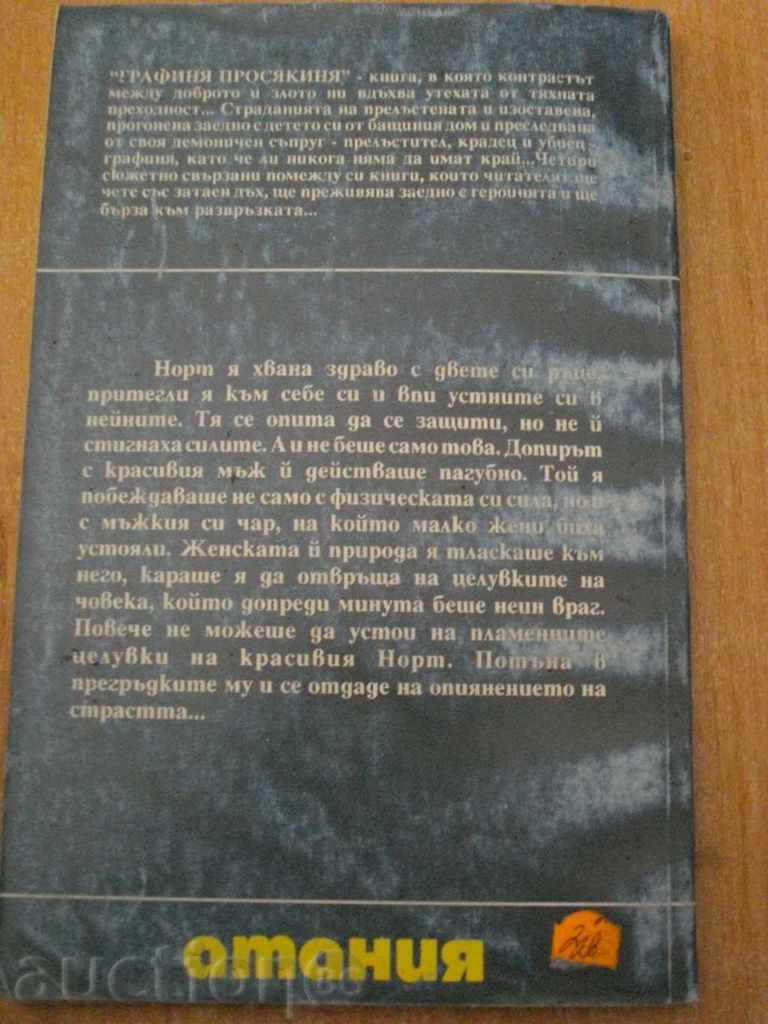 "ГРАФИНЯ ПРОСЯКИНЯ" - книга, в която контрастът
между доброто и злото ни вдъхва утехата от тяхната
преходност... Страданията на прелъстената и изоставена,
прогонена заедно с детето си от бащиния дом и преследвана
от своя демоничен съпруг - прелъстител, крадец и убиец -
графиня, като че ли никога няма да имат край...Четири
сюжетно свързани помежду си книги, които читателят ще
чете със затаен дъх, ще преживява заедно с героинята и ще
бърза към развръзката...
Норт я хвана здраво с двете си ръце,
притегли я към себе си и впи устните си в
нейните. Тя се опита да се защити, но не й
стигнаха силите. А и не беше само това. Допирът
с красивия мъж й действаше пагубно. Той я
побеждаваше не само с физическата си сила, но и
с мъжкия си чар, на който малко жени биха
устояли. Женската й природа я тласкаше към
него, караше я да отвръща на целувките на
човека, който допреди минута беше неин враг.
Повече не можеше да устои на пламенните
целувки на красивия Норт. Потъна в
прегръдките му и се отдаде на опиянението на
страстта...
отония
2лв